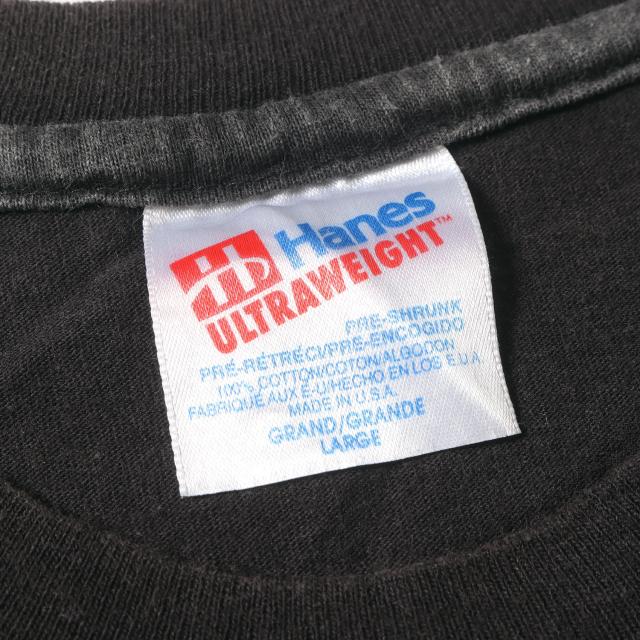 Hanes
ULTRAWEIGHT™
PRE-SHRUNK
PRÉ-RÉTRÉCI/PRE-ENCOGIDO
100% COTTON/COTON/ALGODON
FABRIQUE AUX É-U/HECHO EN LOS E.U.A
MADE IN U.S.A.
GRAND/GRANDE
LARGE